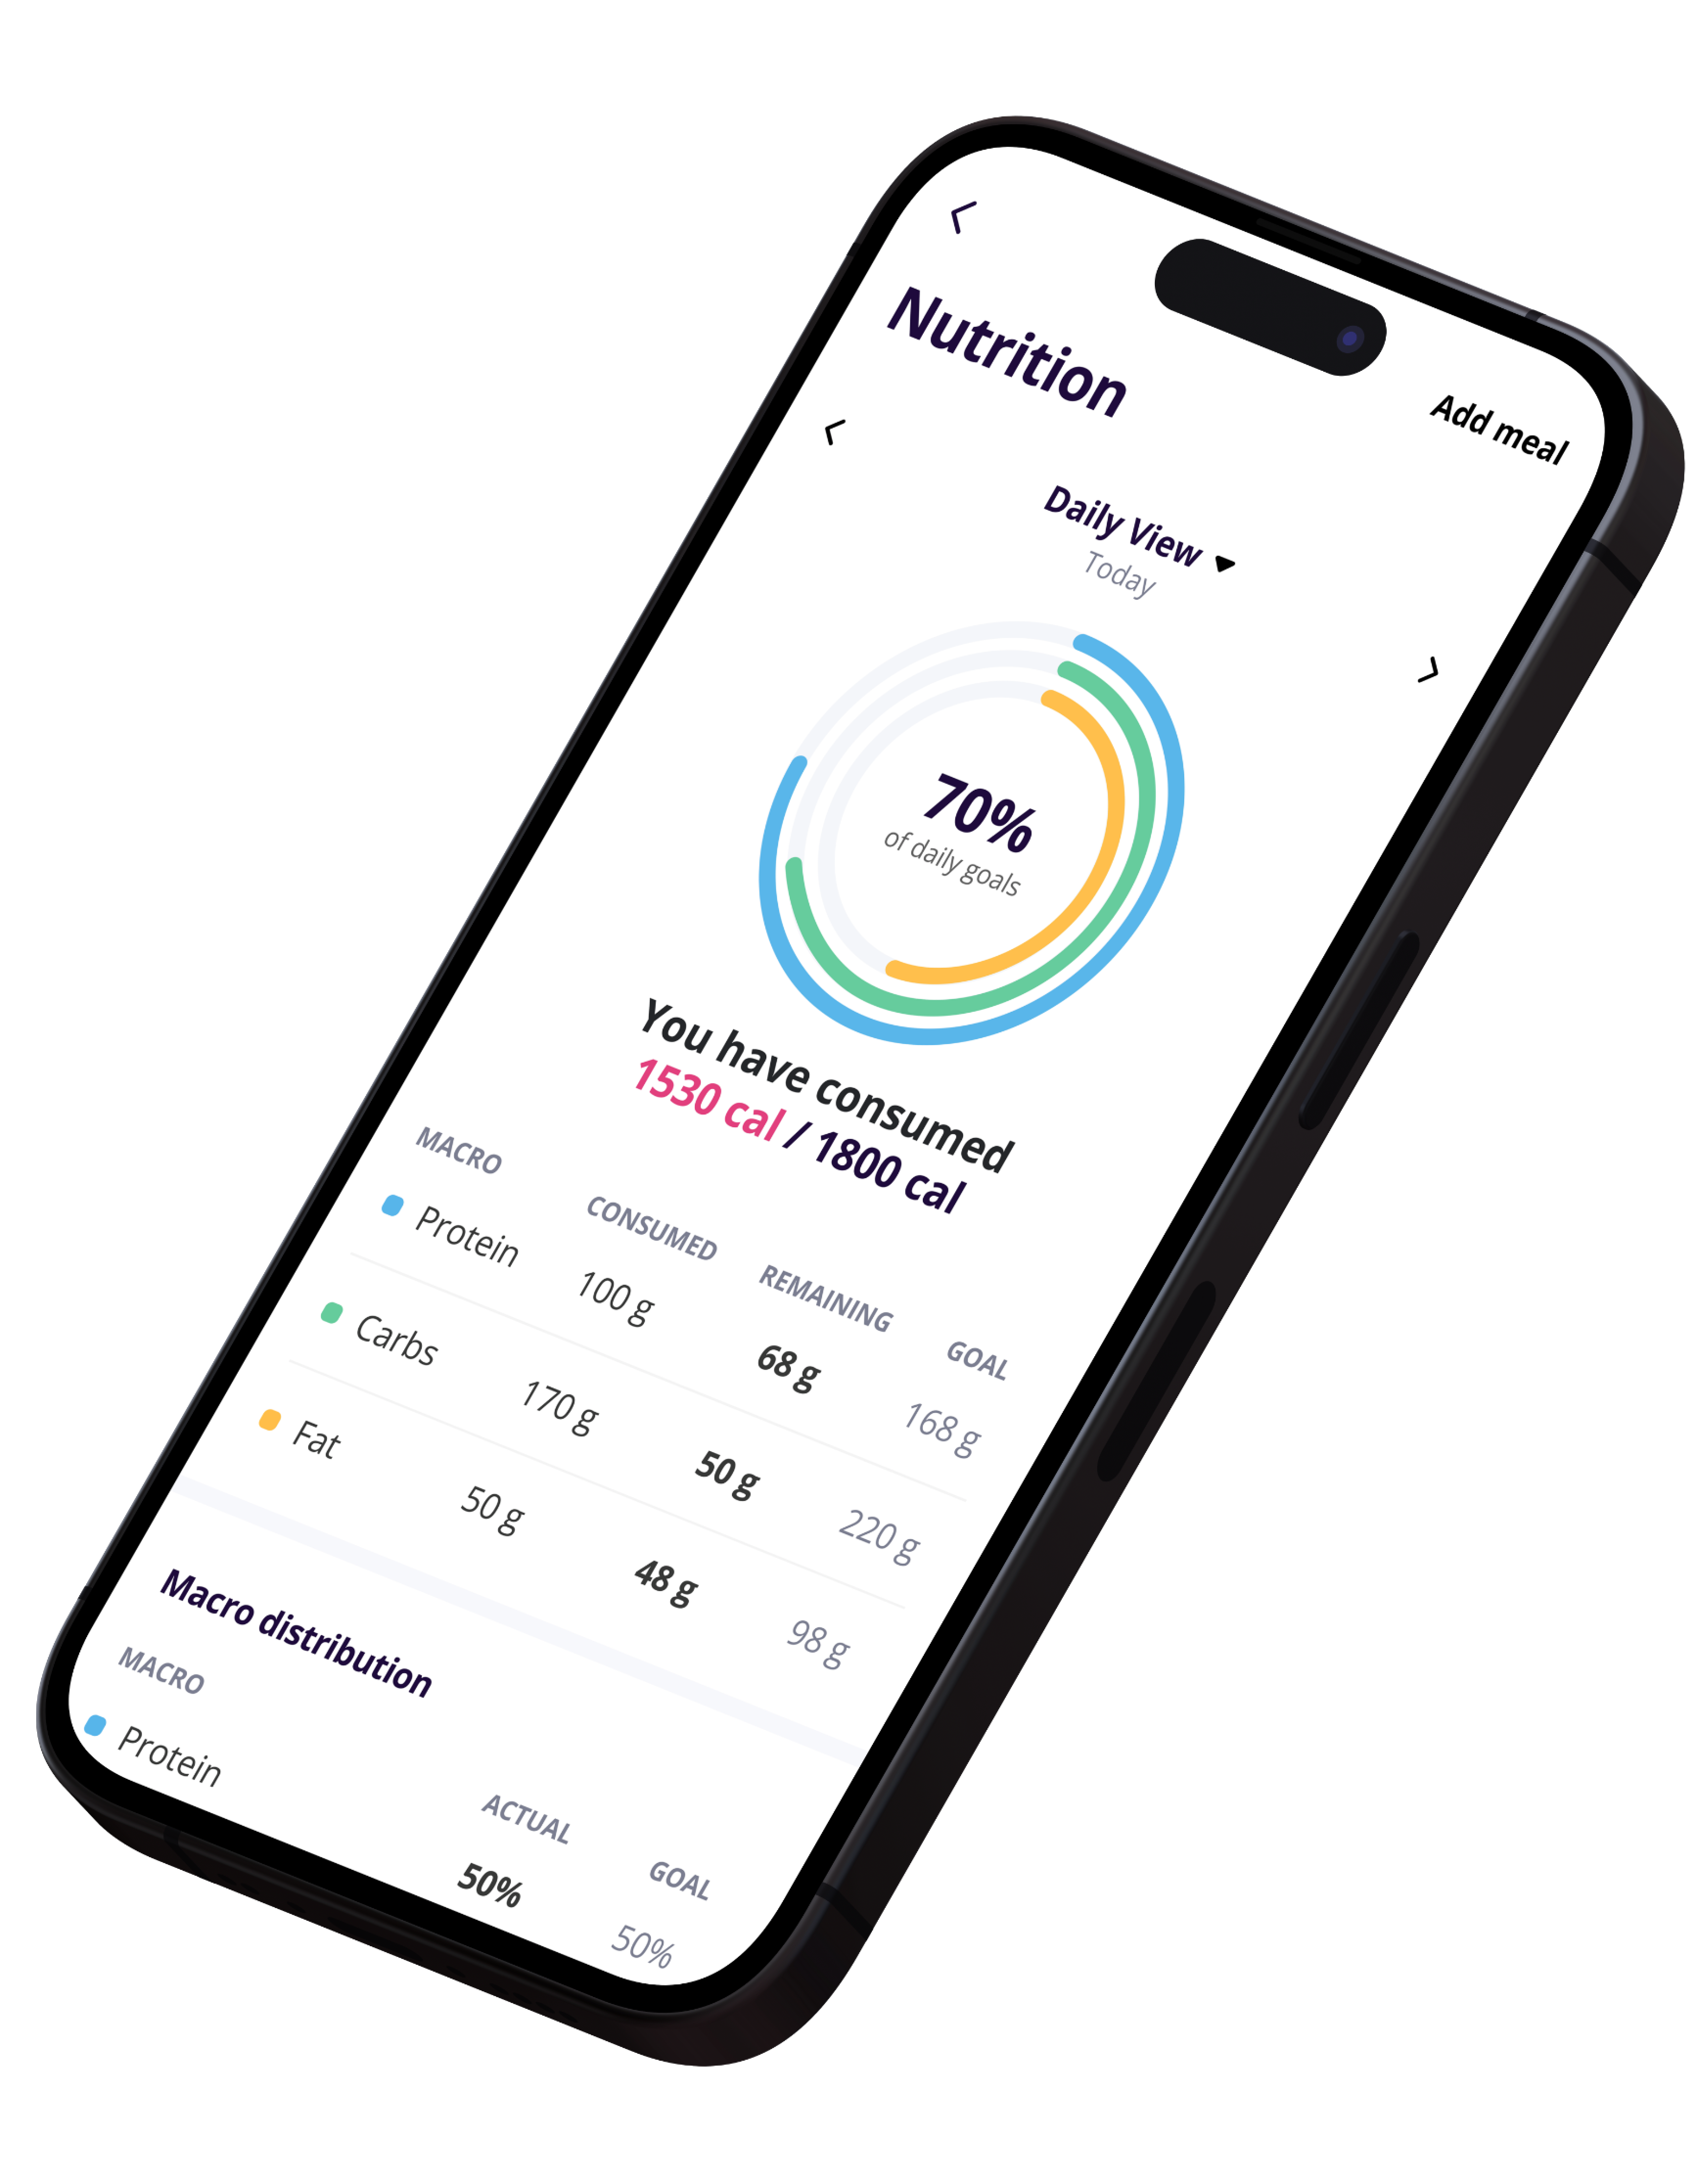 Nutrition
Add meal
Daily View
Today
70%
of daily goals
You have consumed
1530 cal / 1800 cal
MACRO CONSUMED REMAINING GOAL
Protein 100 g 68 g 168 g
Carbs 170 g 50 g 220 g
Fat 50 g 48 g 98 g
Macro distribution
MACRO ACTUAL GOAL
Protein 50% 50%